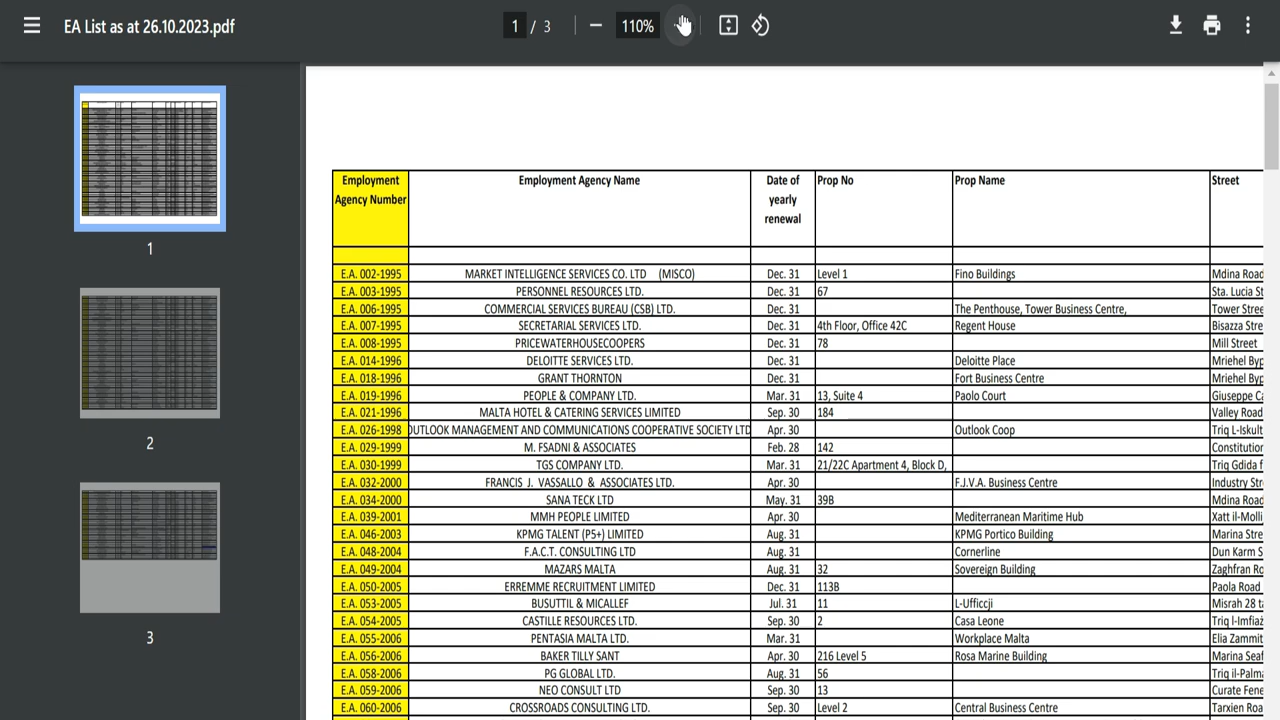 EA List as at 26.10.2023.pdf
1 / 3
110%
1
2
3
Employment Agency Number Employment Agency Name Date of yearly renewal Prop No Prop Name Street
E.A. 002-1995 MARKET INTELLIGENCE SERVICES CO. LTD (MISCO) Dec. 31 Level 1 Fino Buildings Mdina Road
E.A. 003-1995 PERSONNEL RESOURCES LTD. Dec. 31 67 Sta. Lucia St
E.A. 006-1995 COMMERCIAL SERVICES BUREAU (CSB) LTD. Dec. 31 The Penthouse, Tower Business Centre, Tower Stree
E.A. 007-1995 SECRETARIAL SERVICES LTD. Dec. 31 4th Floor, Office 42C Regent House Bisazza Stre
E.A. 008-1995 PRICEWATERHOUSECOOPERS Dec. 31 78 Mill Street
E.A. 014-1996 DELOITTE SERVICES LTD. Dec. 31 Deloitte Place Mriehel Byp
E.A. 018-1996 GRANT THORNTON Dec. 31 Fort Business Centre Mriehel Byp
E.A. 019-1996 PEOPLE & COMPANY LTD. Mar. 31 13, Suite 4 Paolo Court Giuseppe Ca
E.A. 021-1996 MALTA HOTEL & CATERING SERVICES LIMITED Sep. 30 184 Valley Road
E.A. 026-1998 OUTLOOK MANAGEMENT AND COMMUNICATIONS COOPERATIVE SOCIETY LTD Apr. 30 Outlook Coop Triq L-Iskult
E.A. 029-1999 M. FSADNI & ASSOCIATES Feb. 28 142 Constitution
E.A. 030-1999 TGS COMPANY LTD. Mar. 31 21/22C Apartment 4, Block D, Triq Gdida f
E.A. 032-2000 FRANCIS J. VASSALLO & ASSOCIATES LTD. Apr. 30 F.J.V.A. Business Centre Industry Str
E.A. 034-2000 SANA TECK LTD May. 31 39B Mdina Road
E.A. 039-2001 MMH PEOPLE LIMITED Apr. 30 Mediterranean Maritime Hub Xatt il-Molli
E.A. 046-2003 KPMG TALENT (P5+) LIMITED Aug. 31 KPMG Portico Building Marina Stre
E.A. 048-2004 F.A.C.T. CONSULTING LTD Aug. 31 Cornerline Dun Karm S
E.A. 049-2004 MAZARS MALTA Aug. 31 32 Sovereign Building Zaghfran Ro
E.A. 050-2005 ERREMME RECRUITMENT LIMITED Dec. 31 113B Paola Road
E.A. 053-2005 BUSUTTIL & MICALLEF Jul. 31 11 L-Ufficcji Misrah 28 ta
E.A. 054-2005 CASTILLE RESOURCES LTD. Sep. 30 2 Casa Leone Triq l-Imfiaz
E.A. 055-2006 PENTASIA MALTA LTD. Mar. 31 Workplace Malta Elia Zammit
E.A. 056-2006 BAKER TILLY SANT Apr. 30 216 Level 5 Rosa Marine Building Marina Seaf
E.A. 058-2006 PG GLOBAL LTD. Aug. 31 56 Triq il-Palma
E.A. 059-2006 NEO CONSULT LTD Sep. 30 13 Curate Fene
E.A. 060-2006 CROSSROADS CONSULTING LTD. Sep. 30 Level 2 Central Business Centre Tarxien Roa